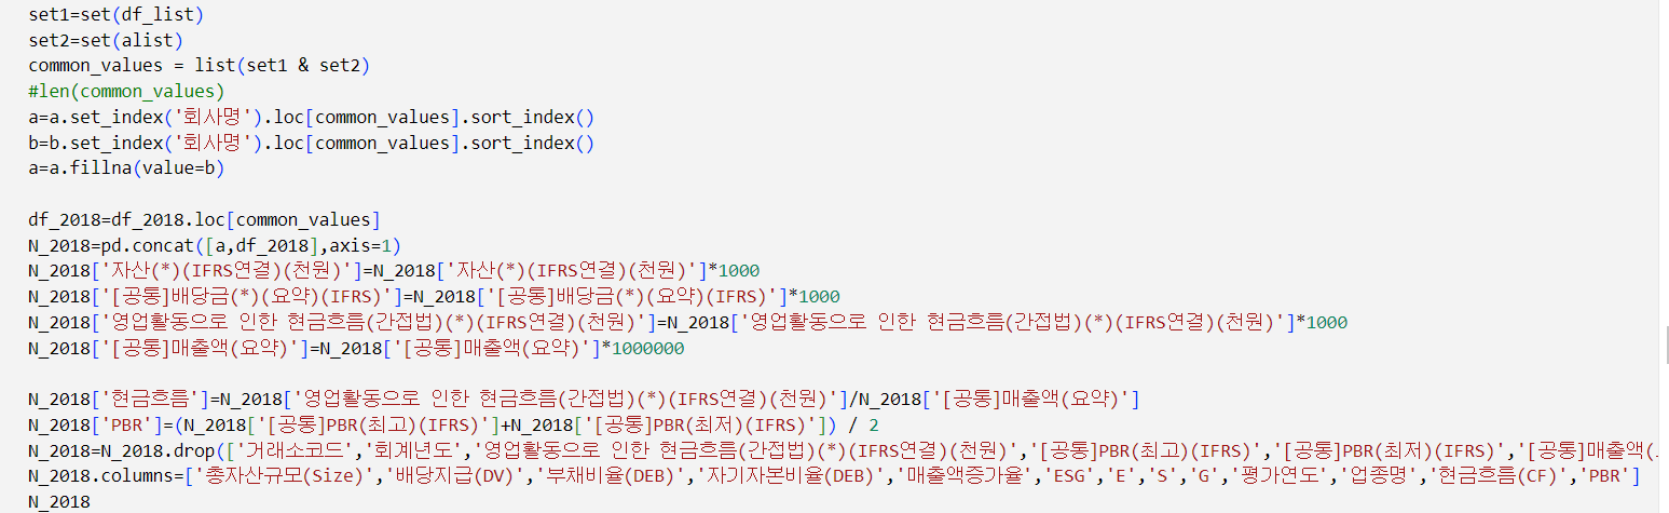 set1=set(df_list)
set2=set(alist)
common_values = list(set1 & set2)
#len(common_values)
a=a.set_index('회사명').loc[common_values].sort_index()
b=b.set_index('회사명').loc[common_values].sort_index()
a=a.fillna(value=b)
df_2018=df_2018.loc[common_values]
N_2018=pd.concat([a,df_2018],axis=1)
N_2018['자산(*)(IFRS연결)(천원)']=N_2018['자산(*)(IFRS연결)(천원)']*1000
N_2018['[공통]배당금(*)(요약)(IFRS)']=N_2018['[공통]배당금(*)(요약)(IFRS)']*1000
N_2018['영업활동으로 인한 현금흐름(간접법)(*)(IFRS연결)(천원)']=N_2018['영업활동으로 인한 현금흐름(간접법)(*)(IFRS연결)(천원)']*1000
N_2018['[공통]매출액(요약)']=N_2018['[공통]매출액(요약)']*1000000
N_2018['현금흐름']=N_2018['영업활동으로 인한 현금흐름(간접법)(*)(IFRS연결)(천원)']/N_2018['[공통]매출액(요약)']
N_2018['PBR']=(N_2018['[공통]PBR(최고)(IFRS)']+N_2018['[공통]PBR(최저)(IFRS)']) / 2
N_2018=N_2018.drop(['거래소코드','회계년도','영업활동으로 인한 현금흐름(간접법)(*)(IFRS연결)(천원)','[공통]PBR(최고)(IFRS)','[공통]PBR(최저)(IFRS)','[공통]매출액(
N_2018.columns=['총자산규모(Size)','배당지급(DV)','부채비율(DEB)','자기자본비율(DEB)','매출액증가율','ESG','E','S','G','평가연도','업종명','현금흐름(CF)','PBR']
N_2018